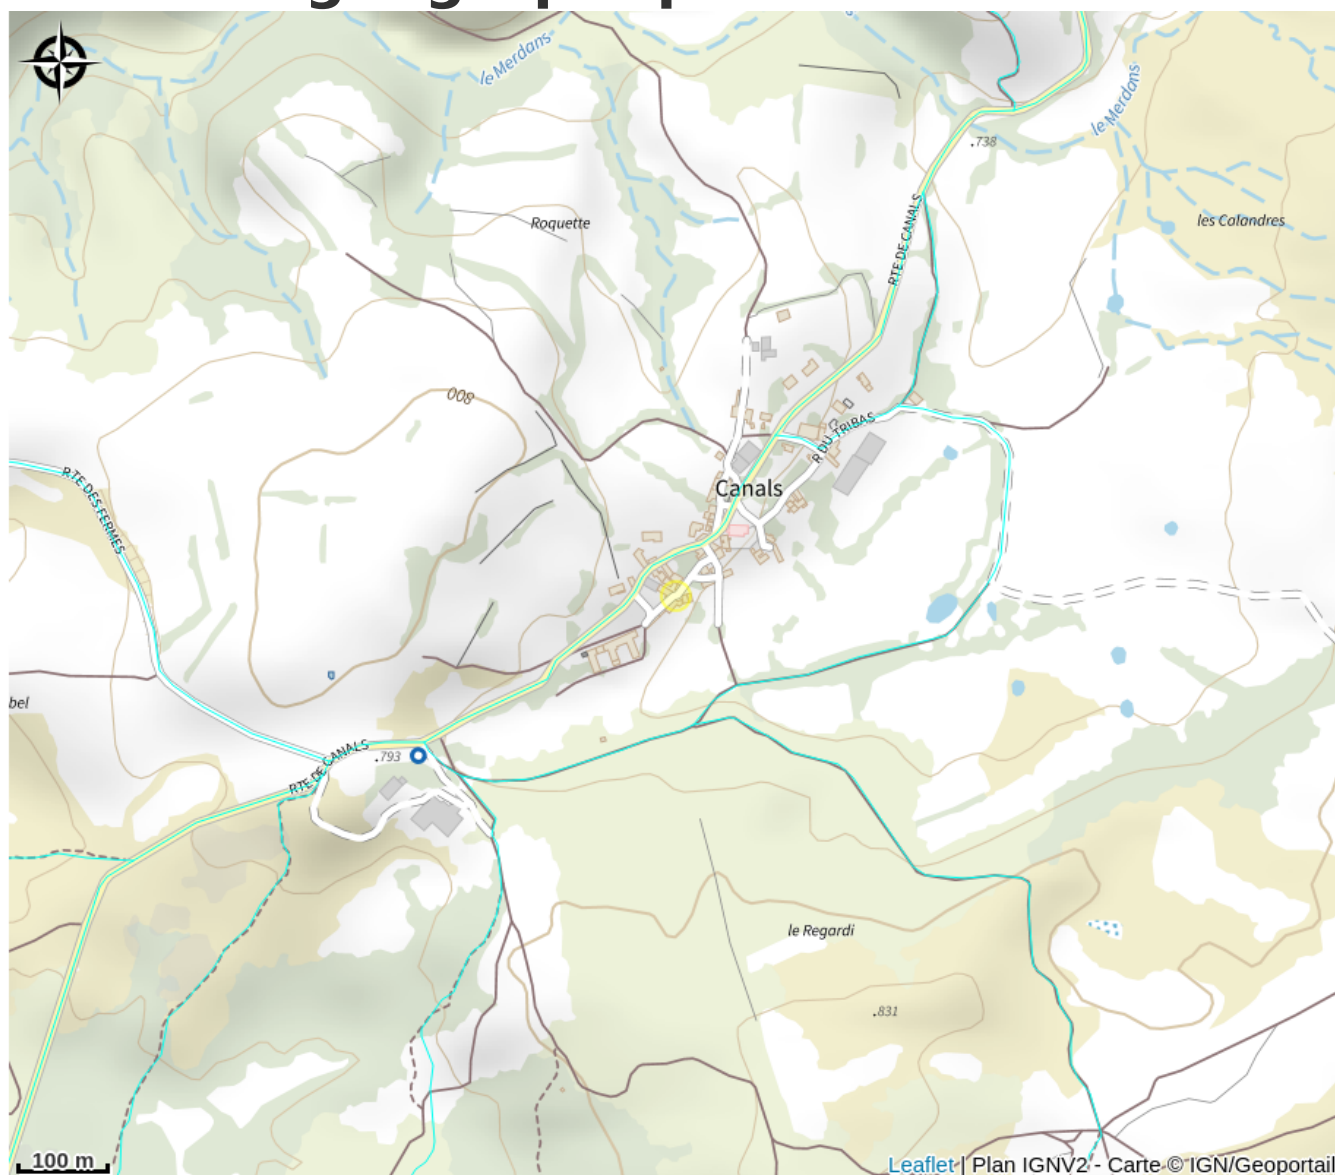 le Merdans
le Merdans
.738
RTE DE CANALS
Roquette
les Calandres
800
R DU TRIBAS
RTE DES FERMES
Canals
bel
RTE DE CANALS
.793
le Regardi
.831
100 m
Leaflet | Plan IGNV2 - Carte © IGN/Geoportail